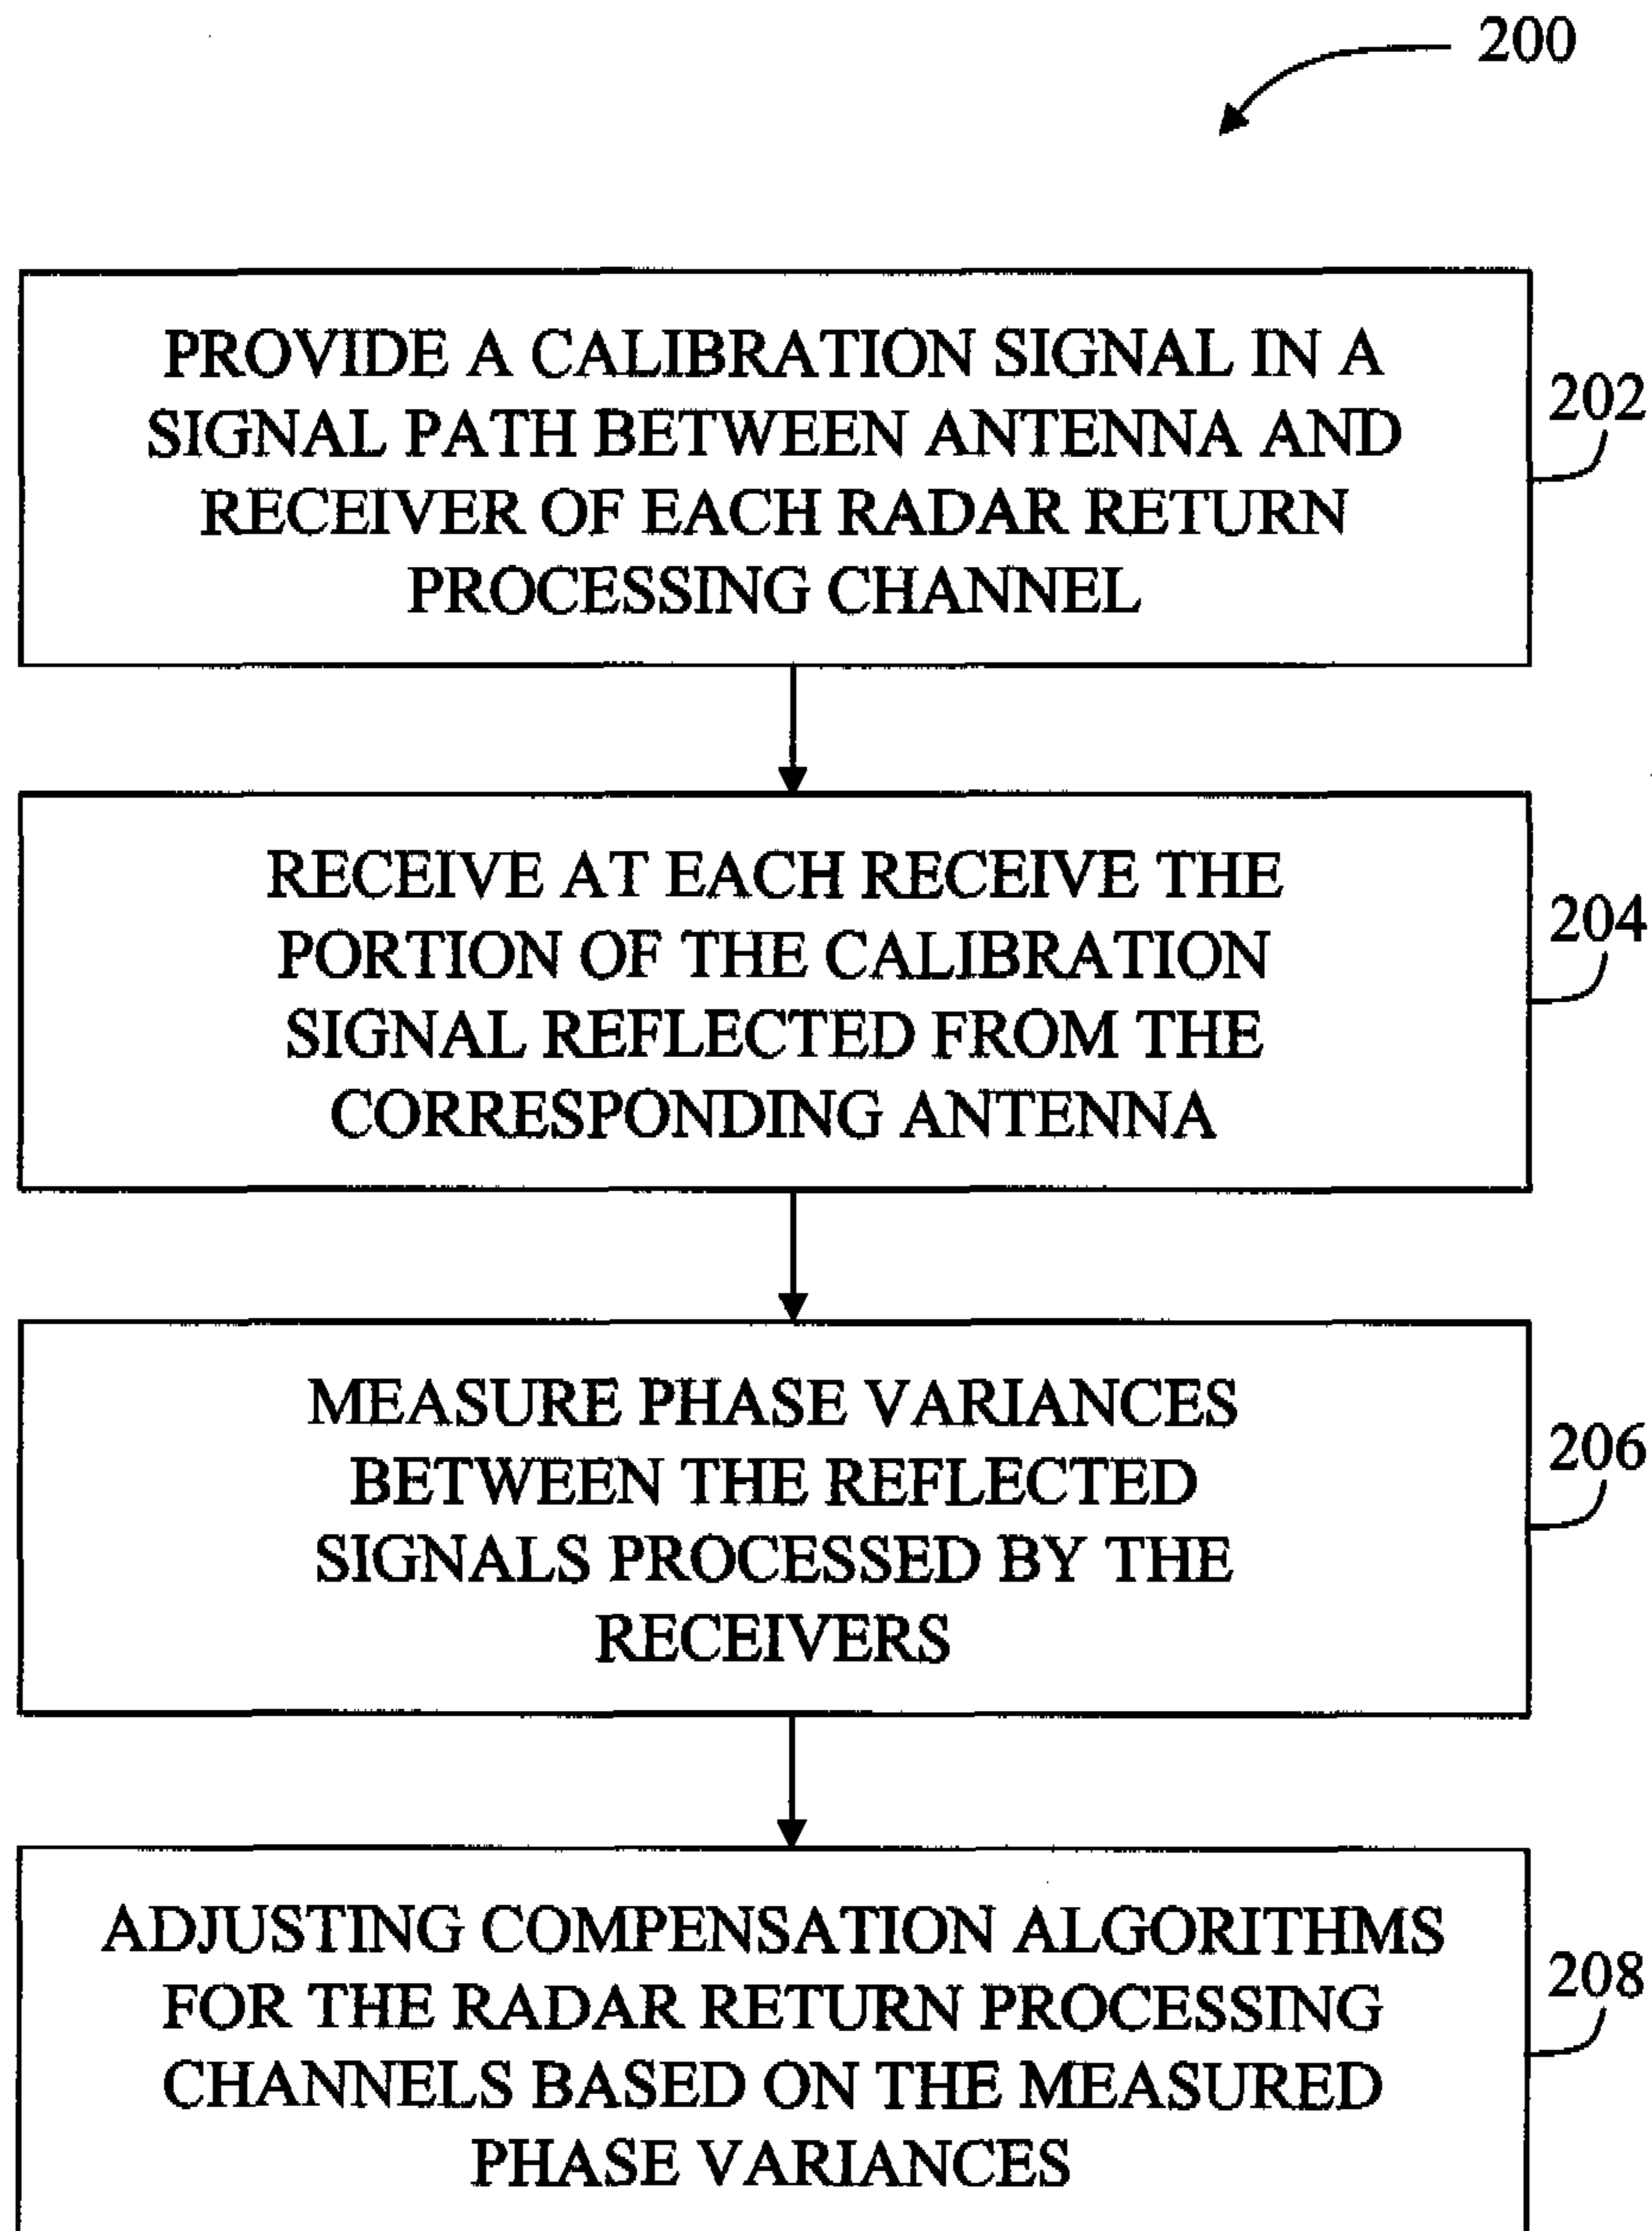 200
PROVIDE A CALIBRATION SIGNAL IN A
SIGNAL PATH BETWEEN ANTENNA AND
RECEIVER OF EACH RADAR RETURN
PROCESSING CHANNEL
202
RECEIVE AT EACH RECEIVE THE
PORTION OF THE CALIBRATION
SIGNAL REFLECTED FROM THE
CORRESPONDING ANTENNA
204
MEASURE PHASE VARIANCES
BETWEEN THE REFLECTED
SIGNALS PROCESSED BY THE
RECEIVERS
206
ADJUSTING COMPENSATION ALGORITHMS
FOR THE RADAR RETURN PROCESSING
CHANNELS BASED ON THE MEASURED
PHASE VARIANCES
208